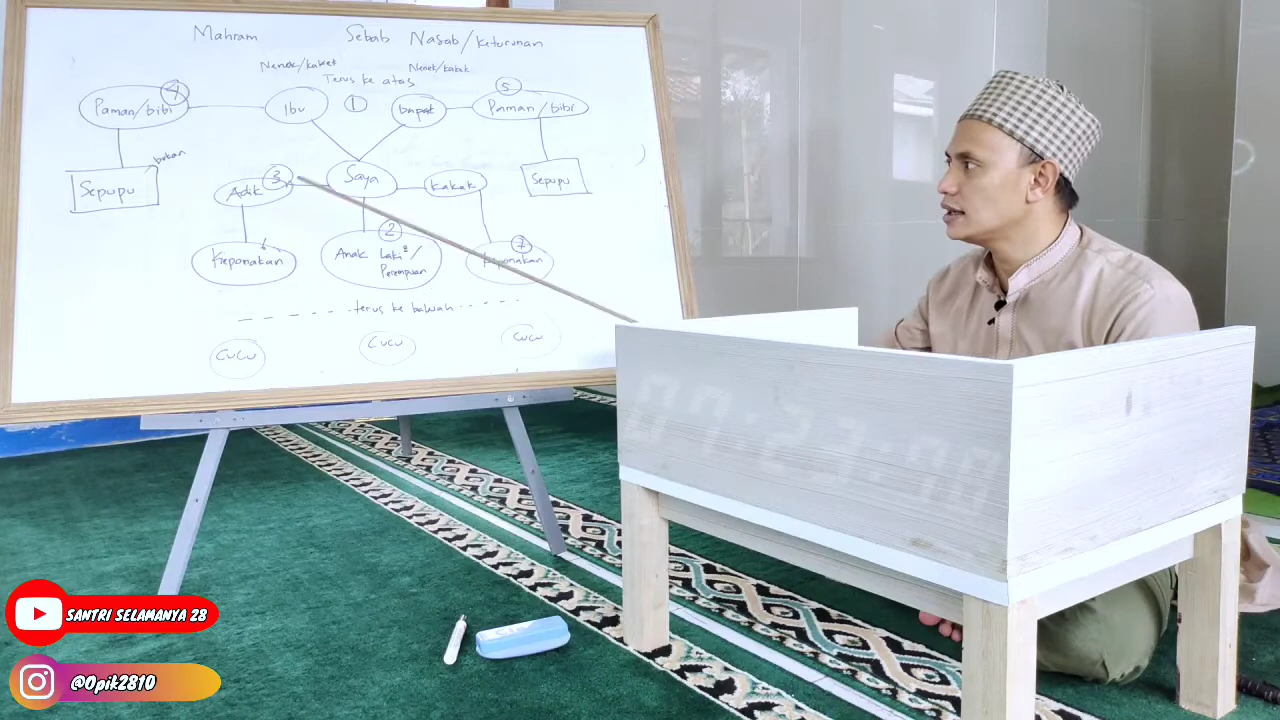 Mahram Sebab Nasab/keturunan
Nenek/kakek Nenek/kakek
Terus ke atas
Paman/bibi 4 Ibu 1 bapak 5 Paman/bibi
bukan
Sepupu Adik 3 Saya Kakak Sepupu
Keponakan 6 2 Anak Laki²/ Keponakan 7
Perempuan
terus ke bawah
CUCU CUCU CUCU
SANTRI SELAMANYA 28
@Opik2810